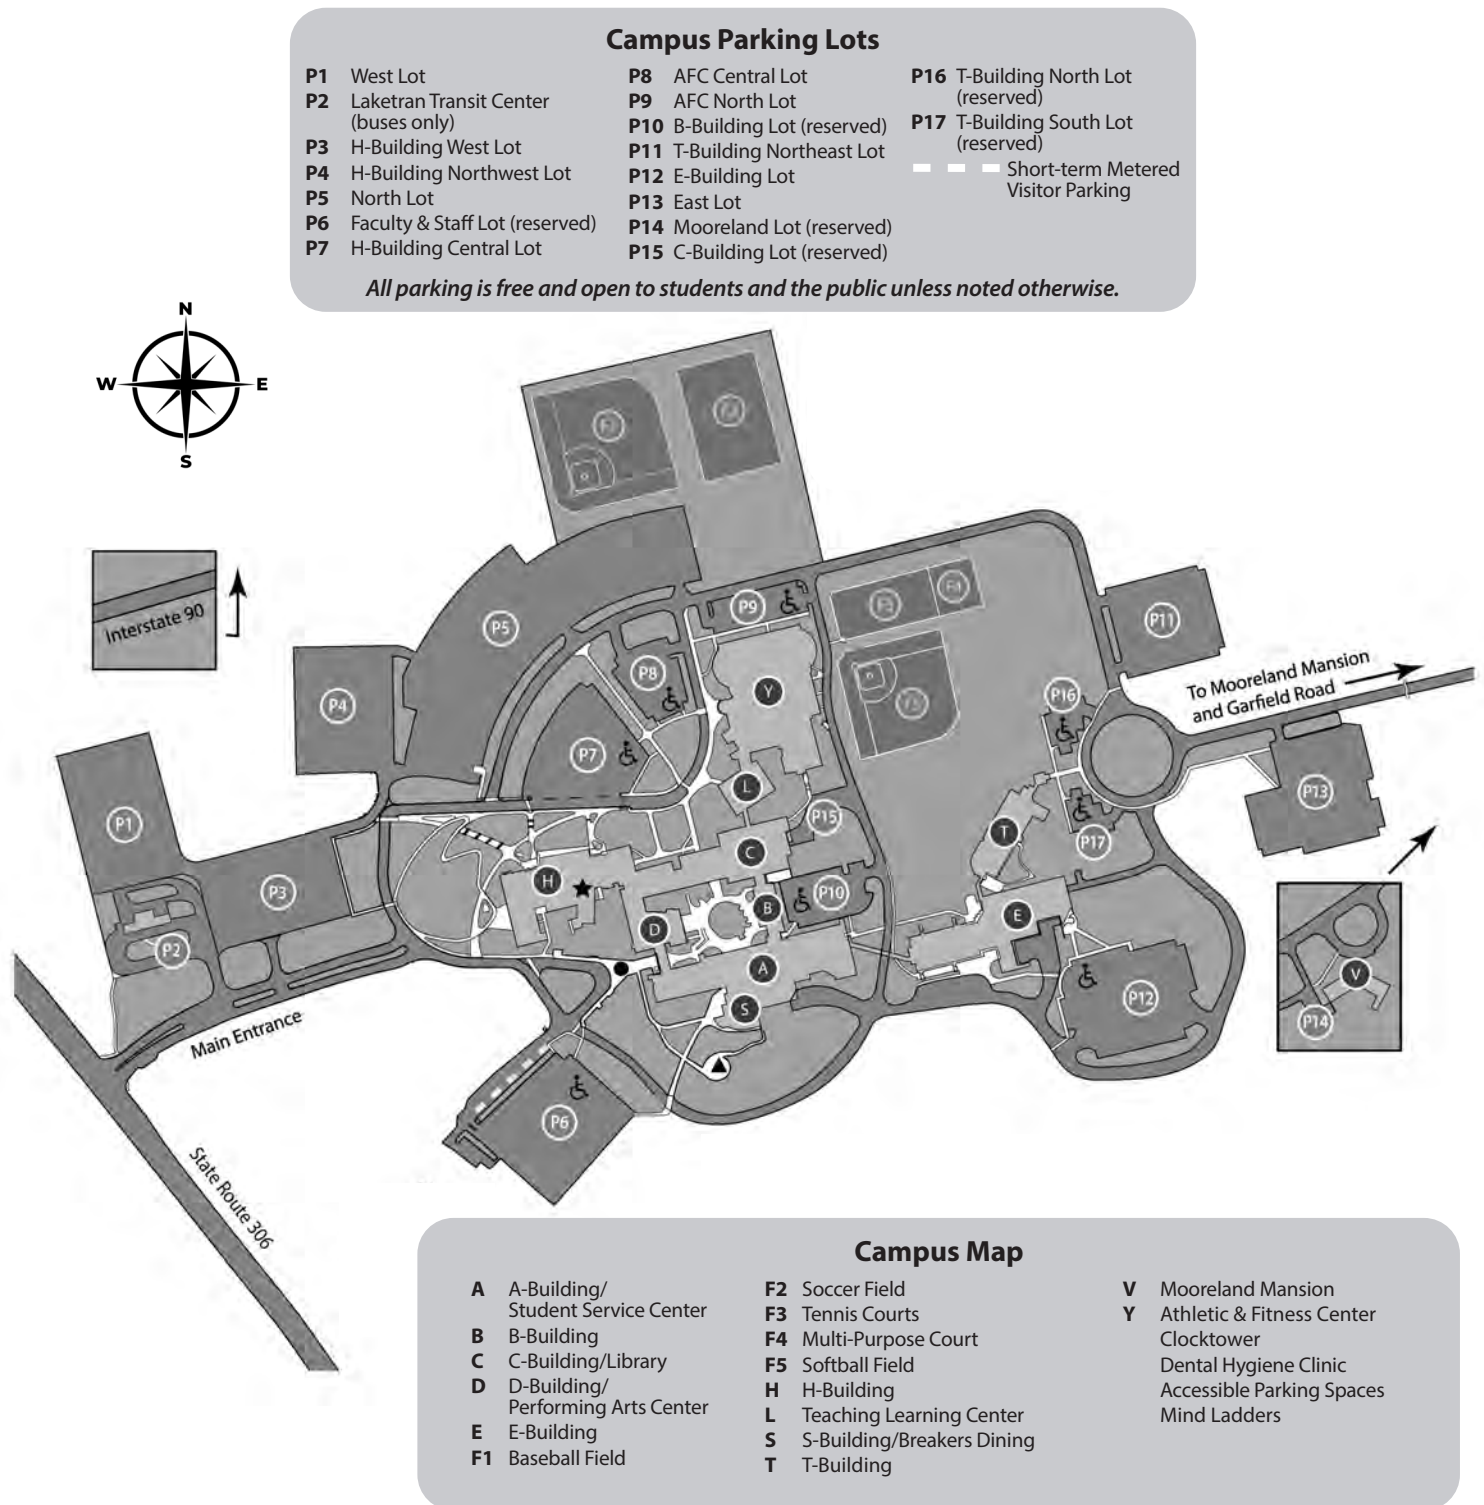 Campus Parking Lots
P1 West Lot
P2 Laketran Transit Center
(buses only)
P3 H-Building West Lot
P4 H-Building Northwest Lot
P5 North Lot
P6 Faculty & Staff Lot (reserved)
P7 H-Building Central Lot
P8 AFC Central Lot
P9 AFC North Lot
P10 B-Building Lot (reserved)
P11 T-Building Northeast Lot
P12 E-Building Lot
P13 East Lot
P14 Mooreland Lot (reserved)
P15 C-Building Lot (reserved)
P16 T-Building North Lot
(reserved)
P17 T-Building South Lot
(reserved)
Short-term Metered
Visitor Parking
All parking is free and open to students and the public unless noted otherwise.
N
W
E
S
F1
F2
Interstate 90
P5
P9
F3
F4
P11
P4
P8
Y
F5
P16
To Mooreland Mansion
and Garfield Road
P7
L
P1
P15
T
P17
P13
C
H
P3
P10
B
D
E
P2
A
S
P12
V
P14
Main Entrance
P6
State Route 306
Campus Map
A A-Building/
Student Service Center
B B-Building
C C-Building/Library
D D-Building/
Performing Arts Center
E E-Building
F1 Baseball Field
F2 Soccer Field
F3 Tennis Courts
F4 Multi-Purpose Court
F5 Softball Field
H H-Building
L Teaching Learning Center
S S-Building/Breakers Dining
T T-Building
V Mooreland Mansion
Y Athletic & Fitness Center
Clocktower
Dental Hygiene Clinic
Accessible Parking Spaces
Mind Ladders